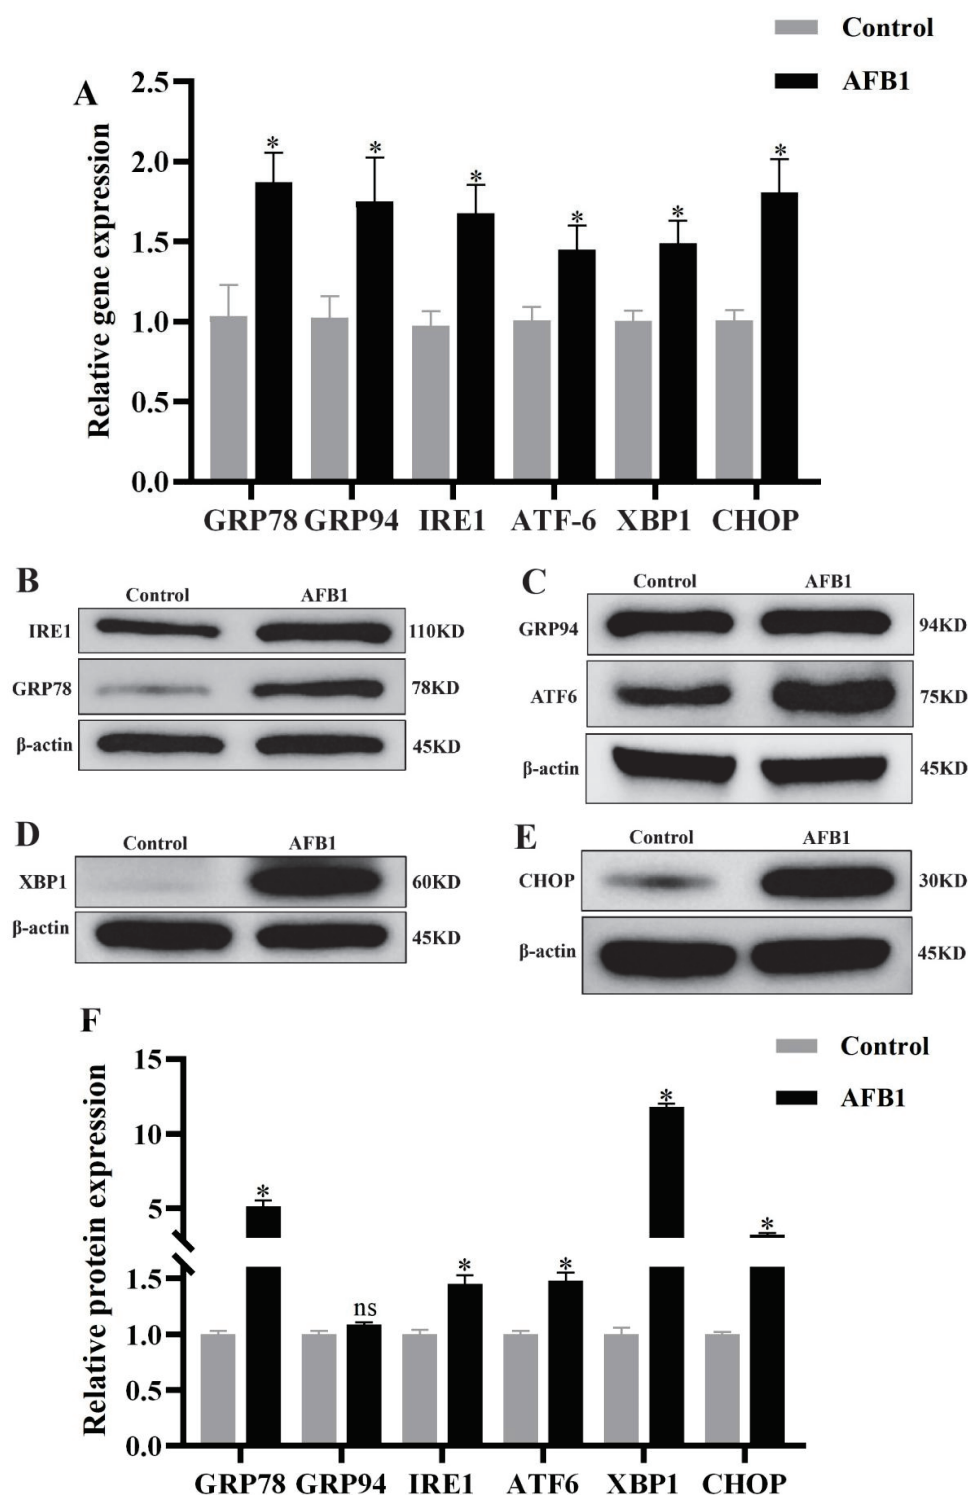 Control
AFB1
A
Relative gene expression
2.5
2.0
1.5
1.0
0.5
0.0
* * * * * *
GRP78 GRP94 IRE1 ATF-6 XBP1 CHOP
B
Control AFB1
IRE1 110KD
GRP78 78KD
β-actin 45KD
C
Control AFB1
GRP94 94KD
ATF6 75KD
β-actin 45KD
D
Control AFB1
XBP1 60KD
β-actin 45KD
E
Control AFB1
CHOP 30KD
β-actin 45KD
F
Control
AFB1
Relative protein expression
15
10
5
1.5
1.0
0.5
0.0
* ns * * * *
GRP78 GRP94 IRE1 ATF6 XBP1 CHOP